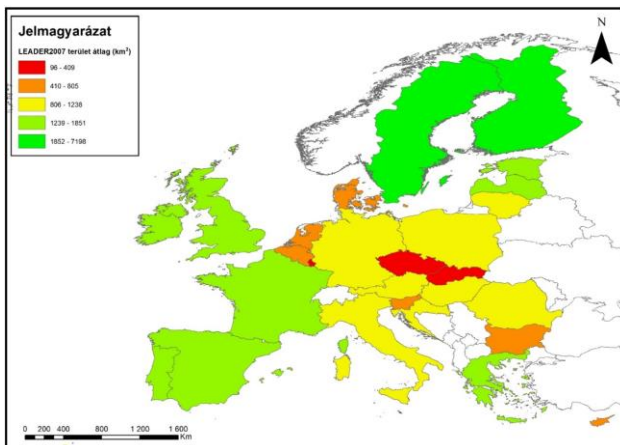 Jelmagyarázat
LEADER2007 terület átlag (km²)
96 - 409
410 - 805
806 - 1238
1239 - 1851
1852 - 7198
N
0 200 400 800 1 200 1 600
Km